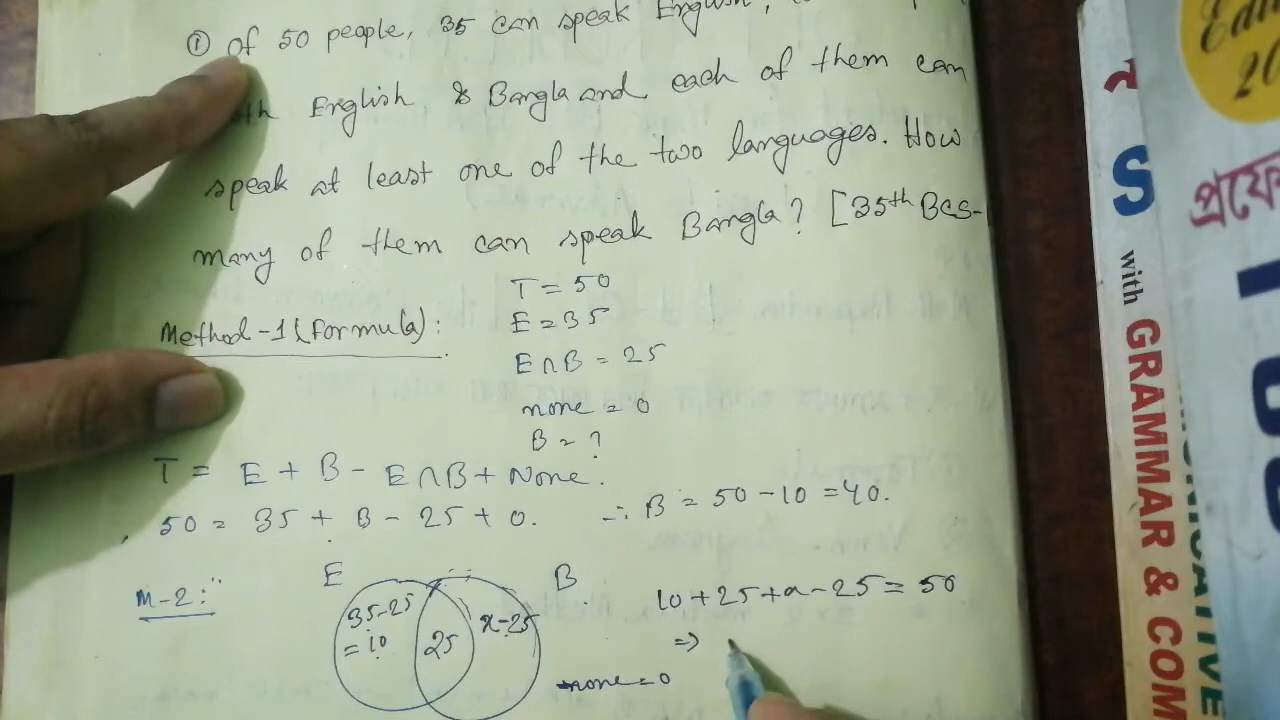 ① of 50 people, 35 can speak English,
English & Bangla and each of them can
speak at least one of the two languages. How
many of them can speak Bangla? [35th BCS-
T = 50
Method-1 (Formula):
E = 35
E∩B = 25
none = 0
B = ?
T = E + B - E∩B + None.
50 = 35 + B - 25 + 0.
∴ B = 50 - 10 = 40.
M-2:
E
B
35-25
= 10
25
x-25
none = 0
10 + 25 + x - 25 = 50
⇒
S with GRAMMAR & COM
প্রফে